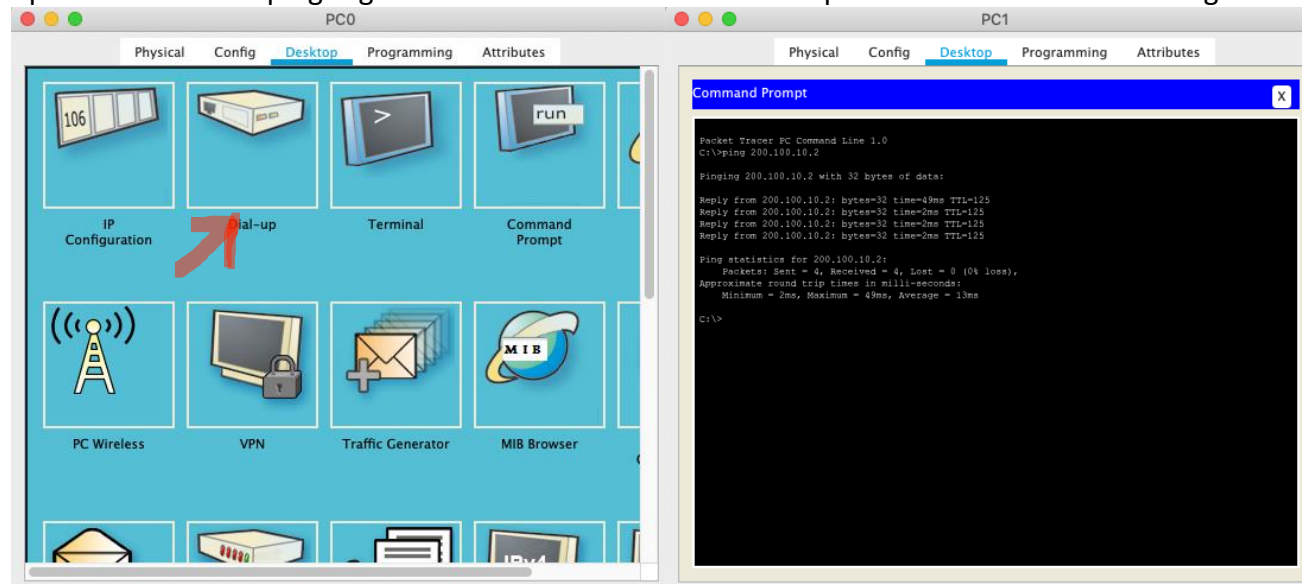 PC0
Physical Config Desktop Programming Attributes
106
>
run
IP
Configuration
Dial-up
Terminal
Command
Prompt
MIB
PC Wireless
VPN
Traffic Generator
MIB Browser
PC1
Physical Config Desktop Programming Attributes
Command Prompt
X
Packet Tracer PC Command Line 1.0
C:\>ping 200.100.10.2
Pinging 200.100.10.2 with 32 bytes of data:
Reply from 200.100.10.2: bytes=32 time=49ms TTL=125
Reply from 200.100.10.2: bytes=32 time=2ms TTL=125
Reply from 200.100.10.2: bytes=32 time=2ms TTL=125
Reply from 200.100.10.2: bytes=32 time=2ms TTL=125
Ping statistics for 200.100.10.2:
Packets: Sent = 4, Received = 4, Lost = 0 (0% loss),
Approximate round trip times in milli-seconds:
Minimum = 2ms, Maximum = 49ms, Average = 13ms
C:\>